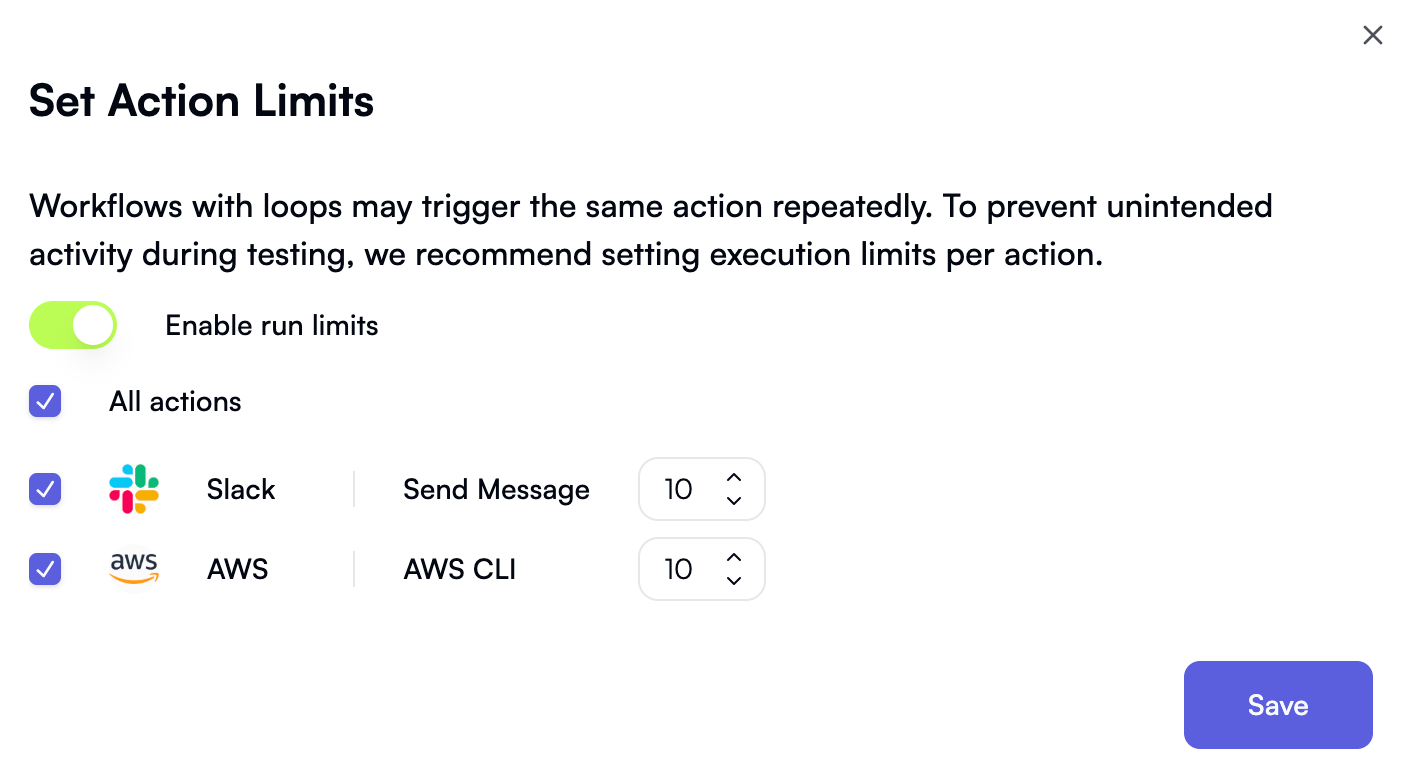 Set Action Limits
Workflows with loops may trigger the same action repeatedly. To prevent unintended
activity during testing, we recommend setting execution limits per action.
Enable run limits
All actions
Slack Send Message 10
aws AWS AWS CLI 10
Save